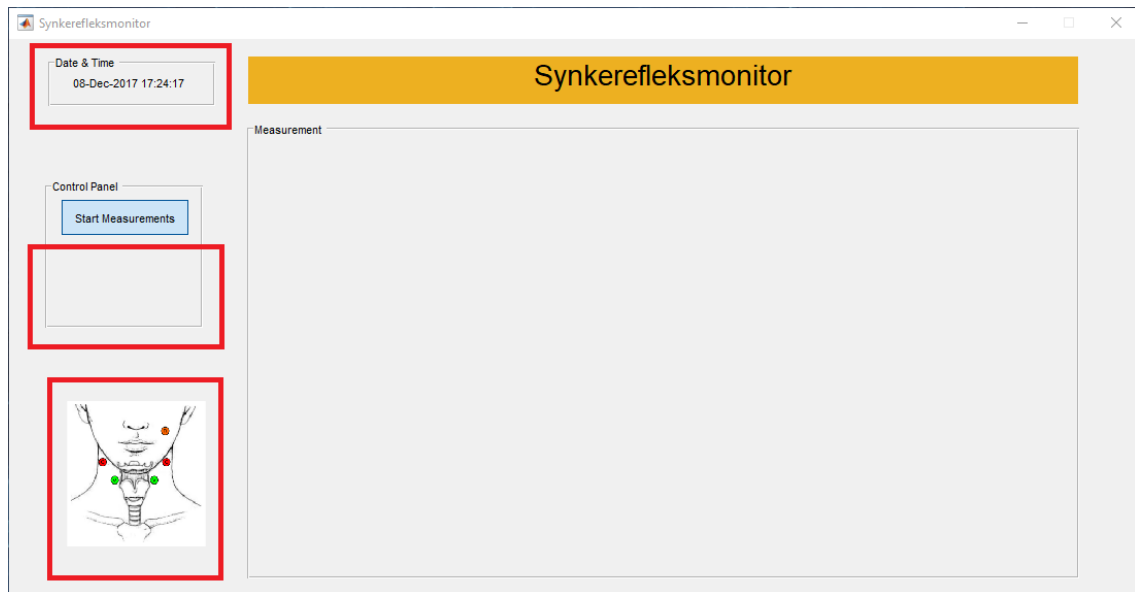 Synkerefleksmonitor
Date & Time
08-Dec-2017 17:24:17
Synkerefleksmonitor
Measurement
Control Panel
Start Measurements